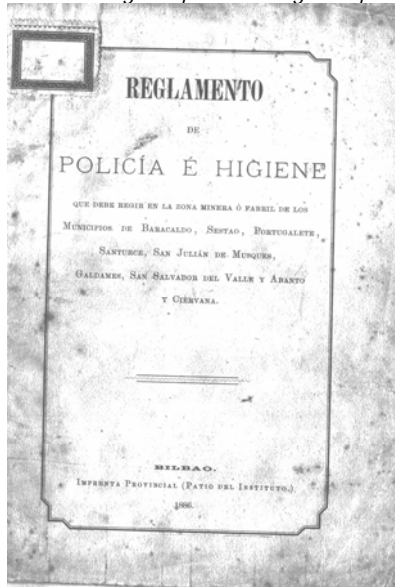 REGLAMENTO
DE
POLICÍA É HIGIENE
QUE DEBE REGIR EN LA ZONA MINERA Ó FABRIL DE LOS
MUNICIPIOS DE BARACALDO, SESTAO, PORTUGALETE,
SANTURCE, SAN JULIÁN DE MUSQUES,
GALDAMES, SAN SALVADOR DEL VALLE Y ABANTO
Y CIÉRVANA.
BILBAO.
IMPRENTA PROVINCIAL (PATIO DEL INSTITUTO.)
1886.